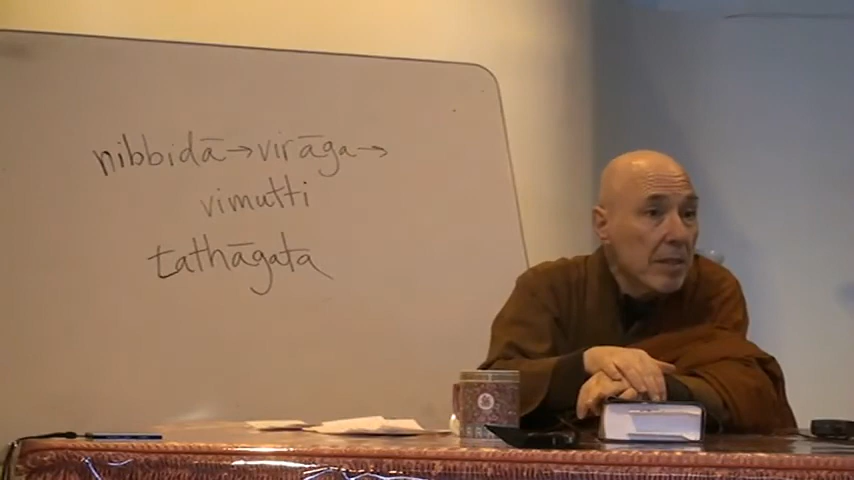 nibbidā → virāga →
vimutti
tathāgata